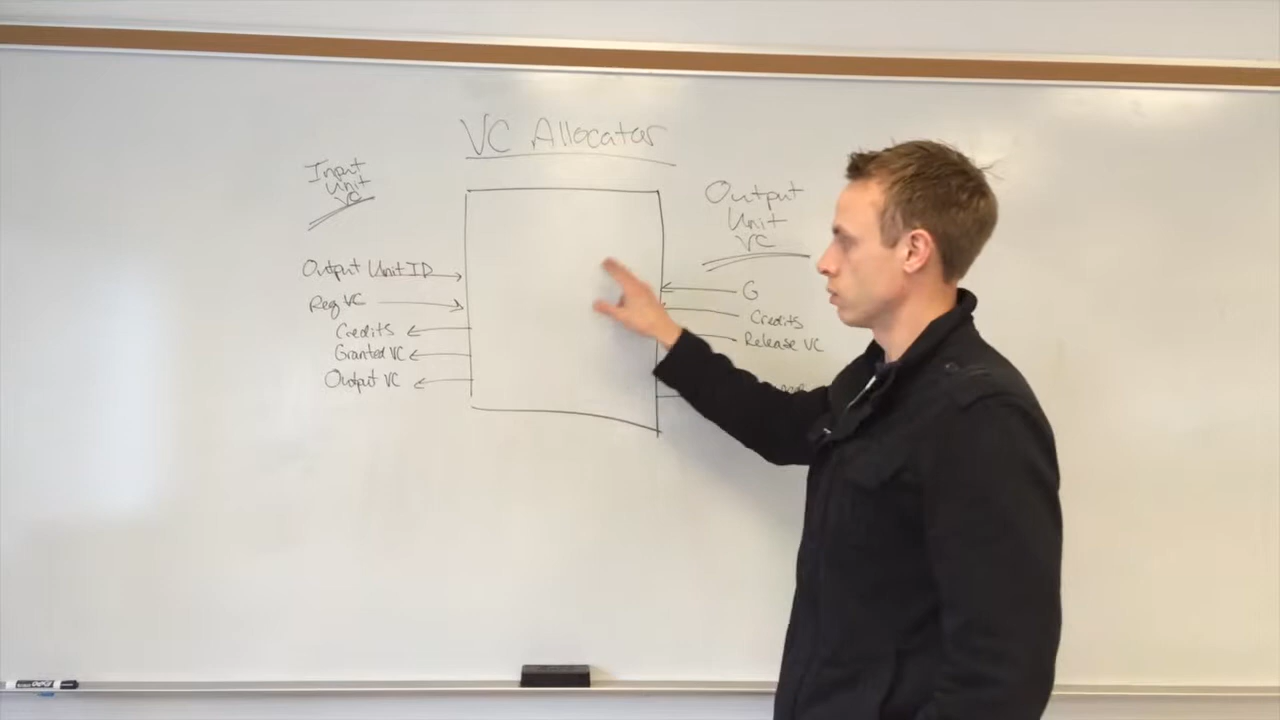 VC Allocator
Input
Unit
VC
Output Unit ID
Req VC
Credits
Granted VC
Output VC
Output
Unit
VC
G
Credits
Release VC